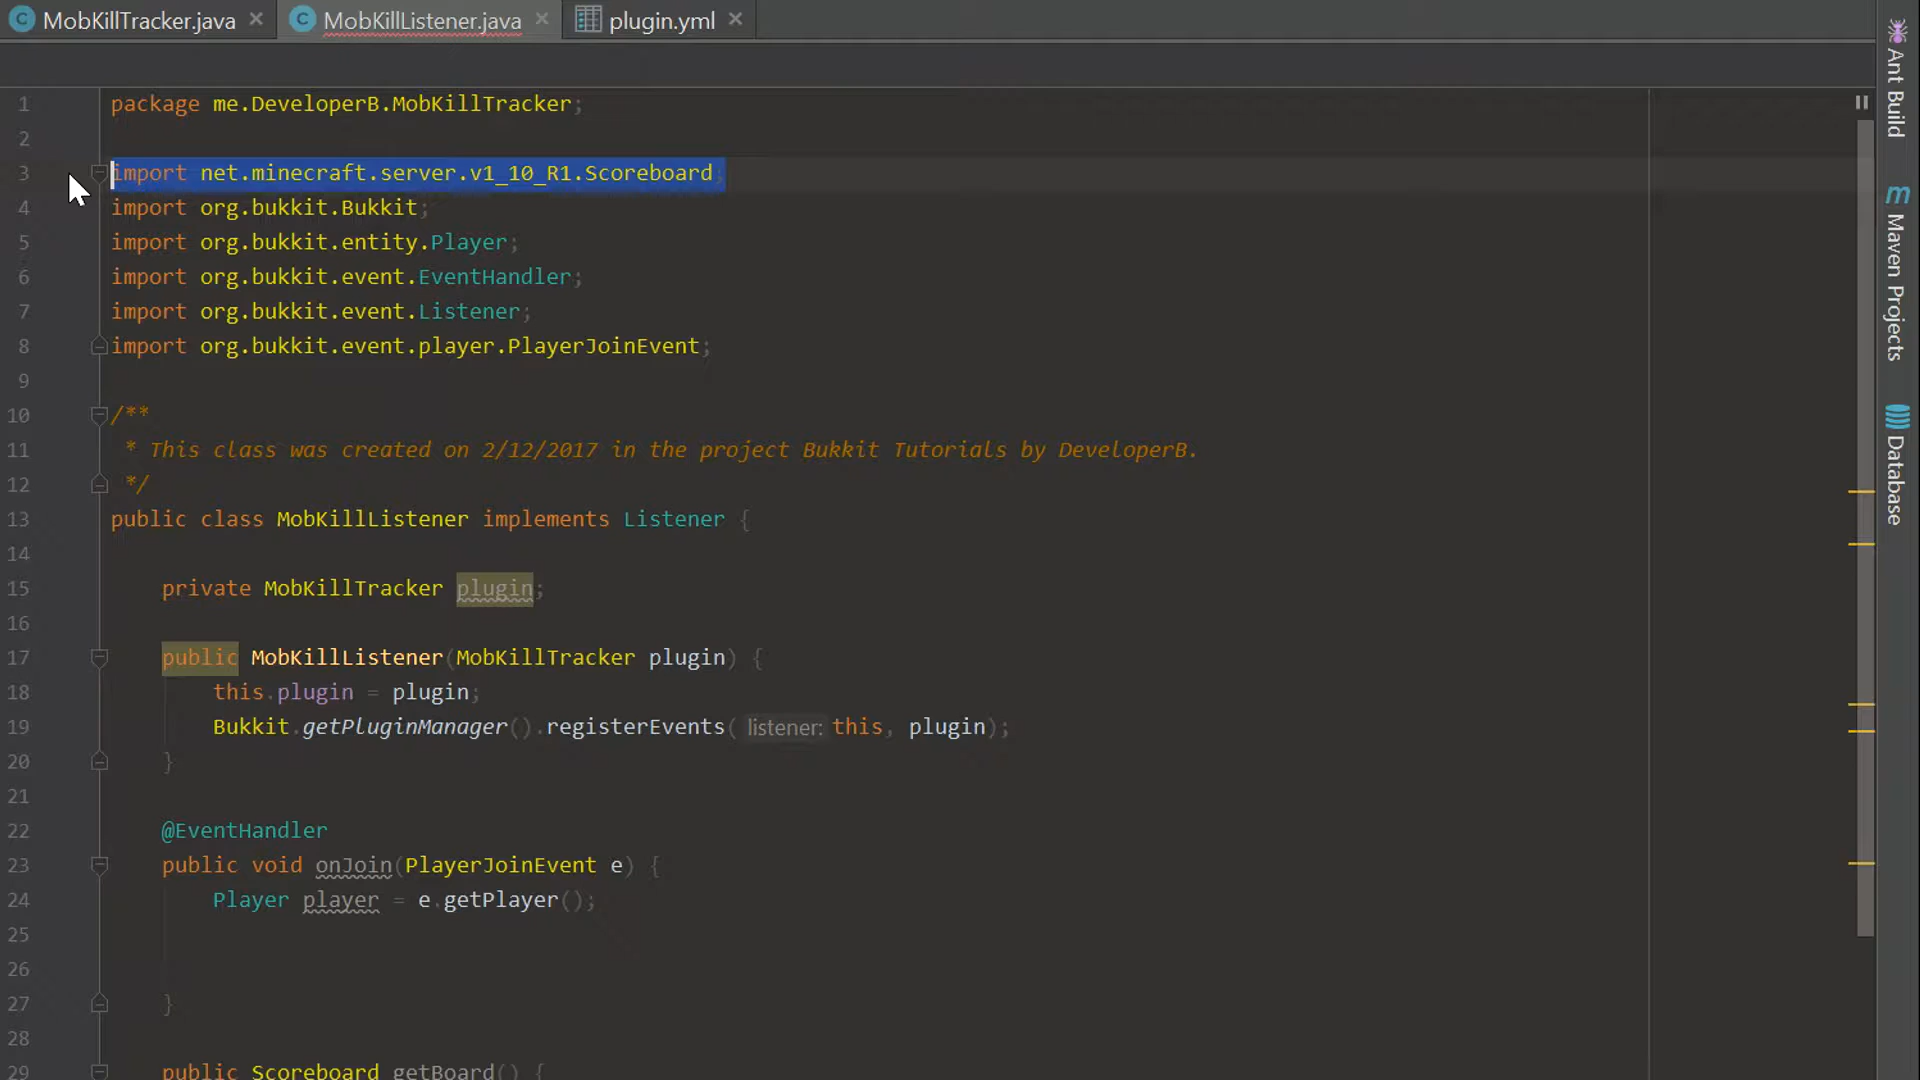 MobKillTracker.java
MobKillListener.java
plugin.yml
1 package me.DeveloperB.MobKillTracker;
2
3 import net.minecraft.server.v1_10_R1.Scoreboard;
4 import org.bukkit.Bukkit;
5 import org.bukkit.entity.Player;
6 import org.bukkit.event.EventHandler;
7 import org.bukkit.event.Listener;
8 import org.bukkit.event.player.PlayerJoinEvent;
9
10 /**
11 * This class was created on 2/12/2017 in the project Bukkit Tutorials by DeveloperB.
12 */
13 public class MobKillListener implements Listener {
14
15 private MobKillTracker plugin;
16
17 public MobKillListener(MobKillTracker plugin) {
18 this.plugin = plugin;
19 Bukkit.getPluginManager().registerEvents( listener: this, plugin);
20 }
21
22 @EventHandler
23 public void onJoin(PlayerJoinEvent e) {
24 Player player = e.getPlayer();
25
26
27 }
28
29 public Scoreboard getBoard() {
Ant Build
m Maven Projects
Database